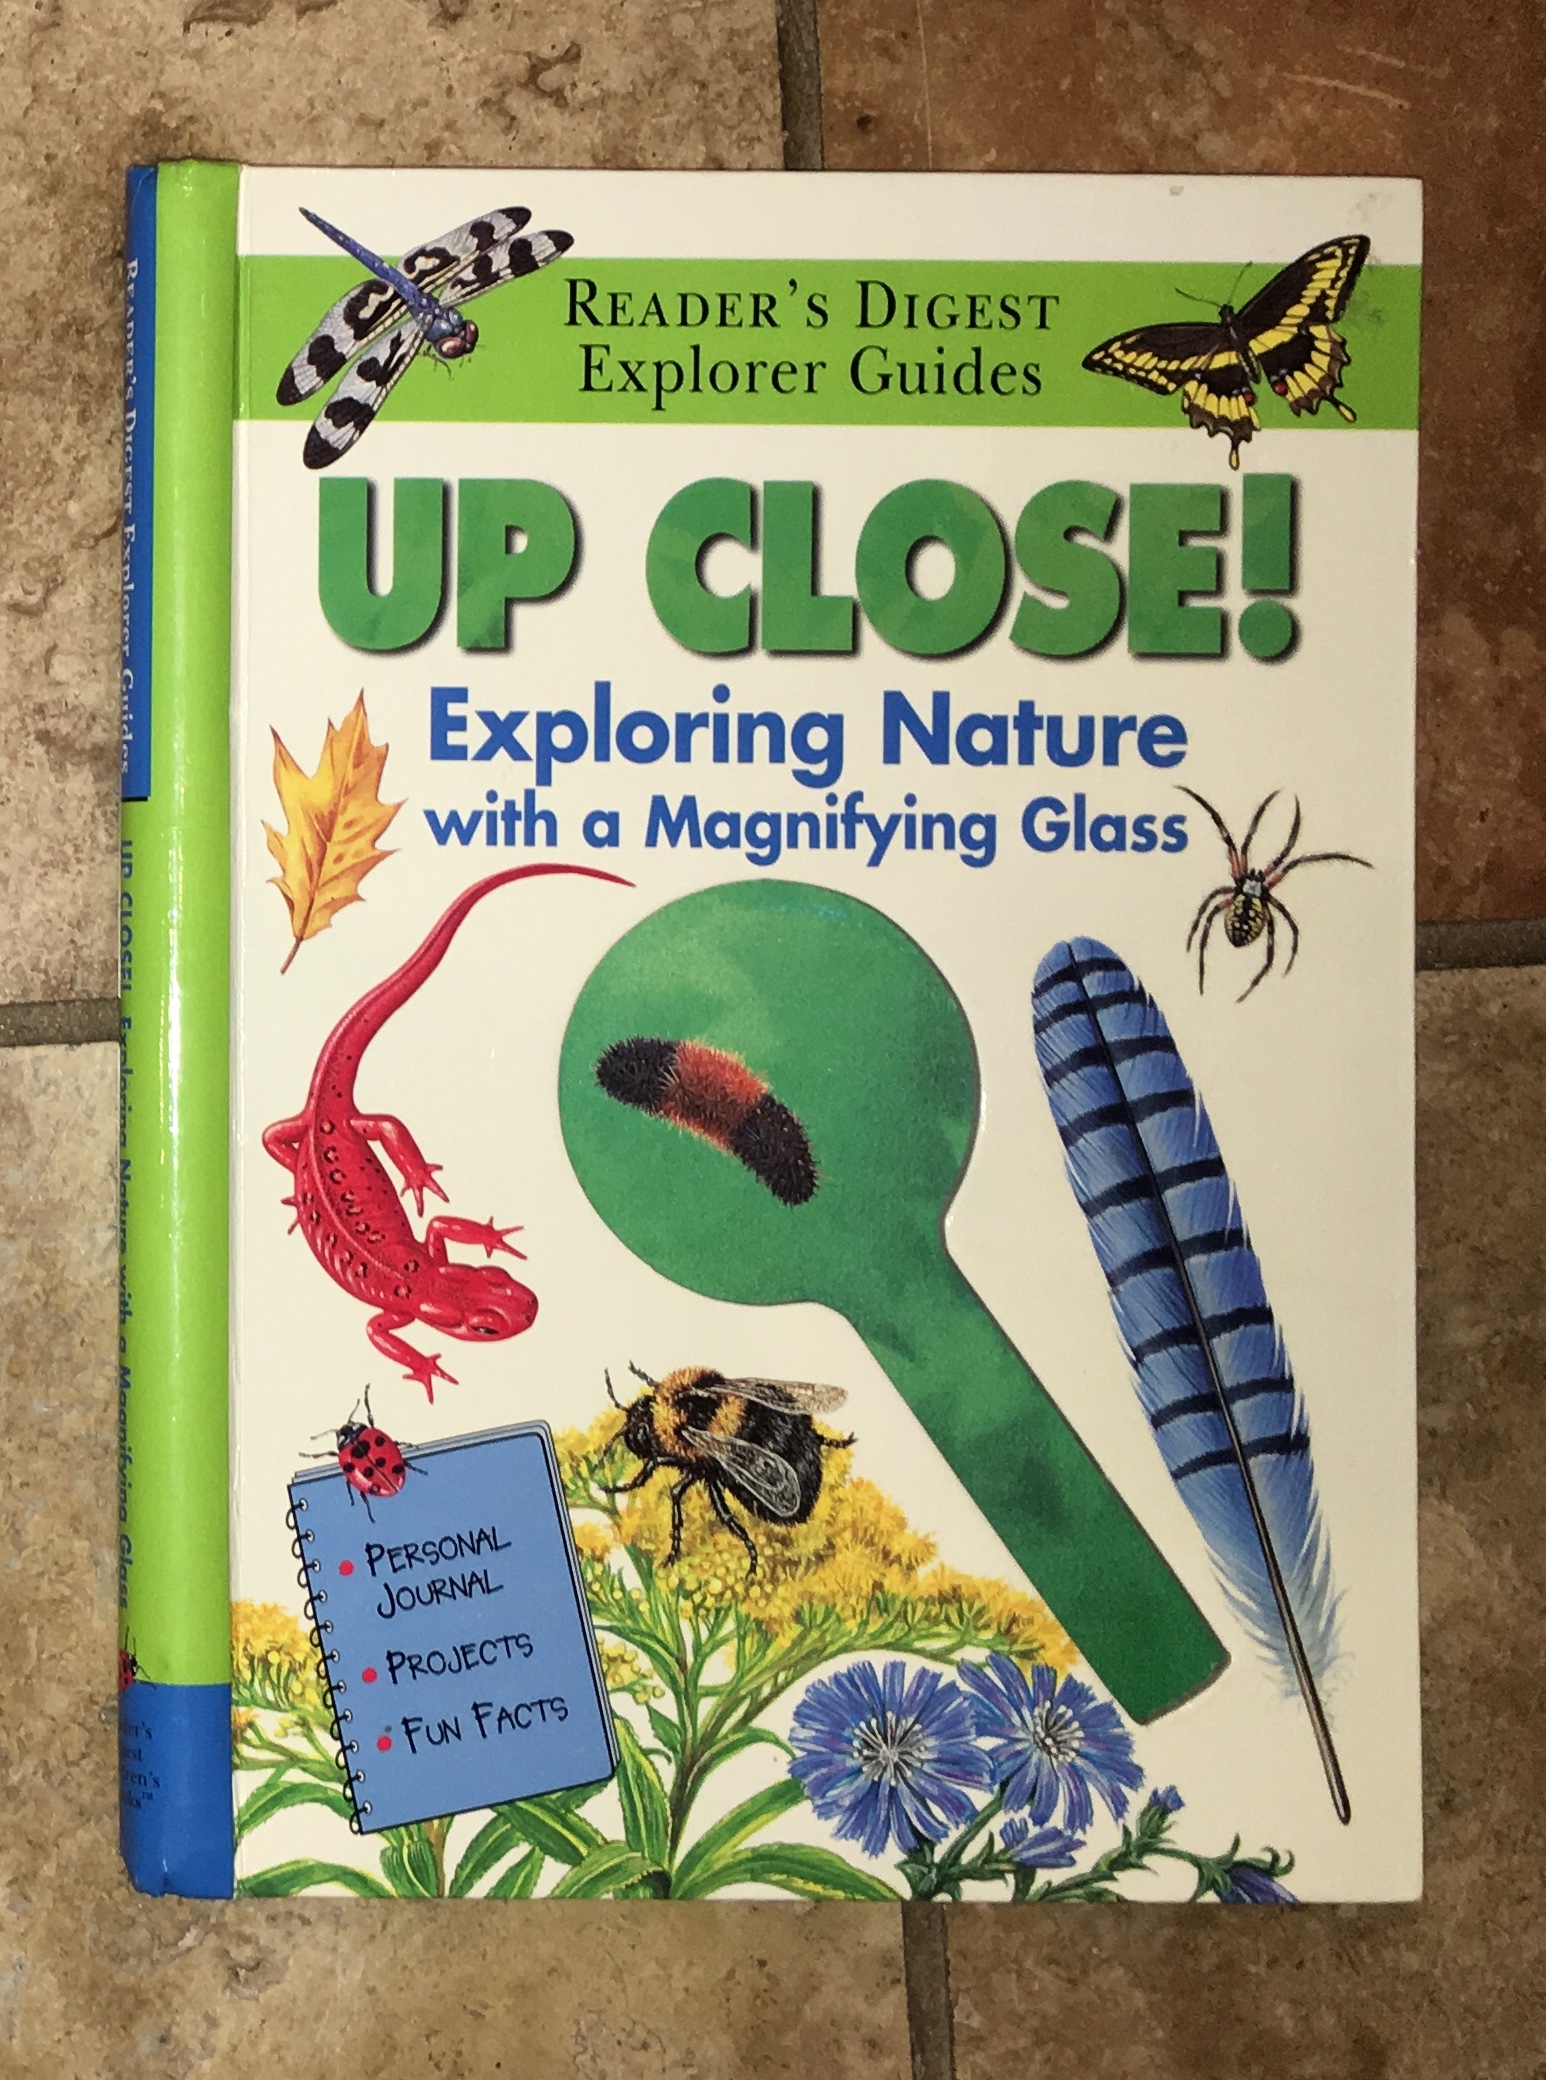 READER'S DIGEST
Explorer Guides
UP CLOSE!
Exploring Nature
with a Magnifying Glass
• PERSONAL
JOURNAL
• PROJECTS
• FUN FACTS
READER'S DIGEST Explorer Guides
UP CLOSE! Exploring Nature with a Magnifying Glass